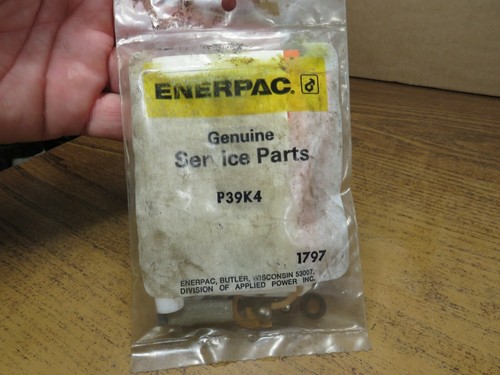 ENERPAC.
Genuine
Service Parts
P39K4
1797
ENERPAC, BUTLER, WISCONSIN 53007,
DIVISION OF APPLIED POWER INC.